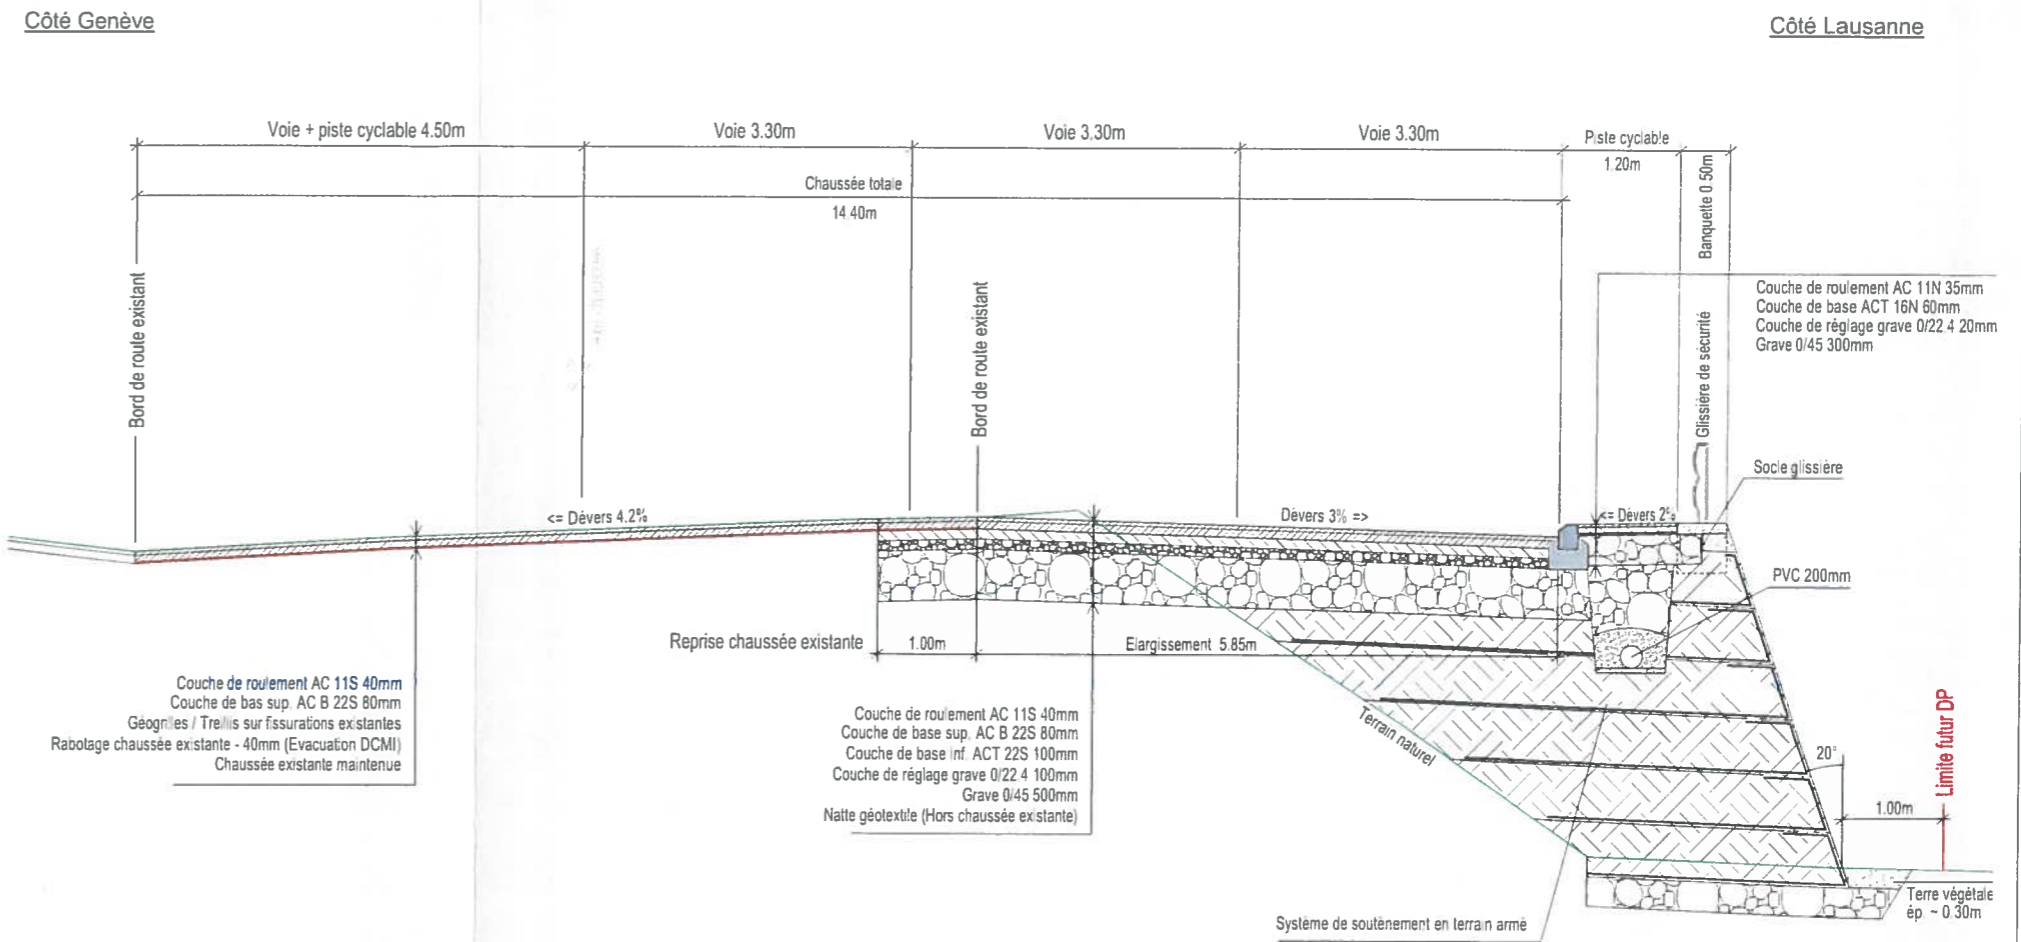 Côté Genève
Côté Lausanne
Voie + piste cyclable 4.50m
Voie 3.30m
Voie 3.30m
Voie 3.30m
Piste cyclable
1.20m
Banquette 0.50m
Chaussée totale
14.40m
Bord de route existant
Bord de route existant
Glissière de sécurité
Couche de roulement AC 11N 35mm
Couche de base ACT 16N 60mm
Couche de réglage grave 0/22.4 20mm
Grave 0/45 300mm
Socle glissière
<= Dévers 4.2%
Dévers 3% =>
<= Dévers 2%
PVC 200mm
Reprise chaussée existante
1.00m
Elargissement 5.85m
Couche de roulement AC 11S 40mm
Couche de bas sup. AC B 22S 80mm
Géogrilles / Treillis sur fissurations existantes
Rabotage chaussée existante - 40mm (Evacuation DCMI)
Chaussée existante maintenue
Couche de roulement AC 11S 40mm
Couche de base sup. AC B 22S 80mm
Couche de base inf. ACT 22S 100mm
Couche de réglage grave 0/22.4 100mm
Grave 0/45 500mm
Natte géotextile (Hors chaussée existante)
Terrain naturel
20°
1.00m
Limite futur DP
Terre végétale
ép. ~ 0.30m
Système de soutènement en terrain armé